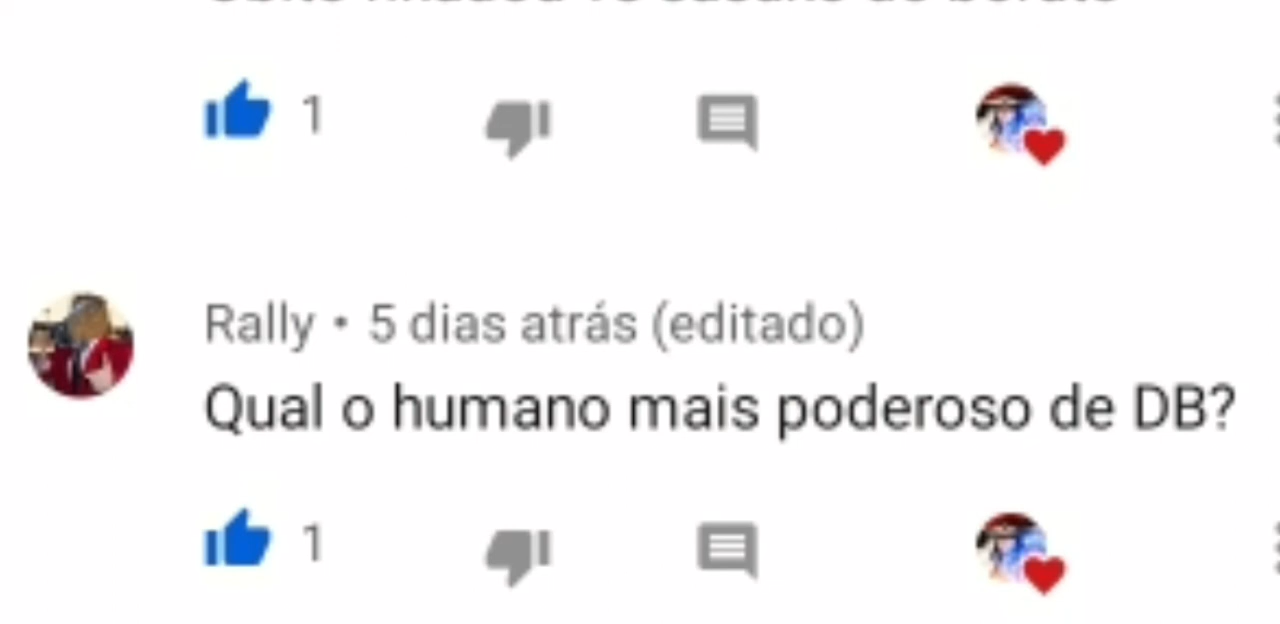 1
Rally • 5 dias atrás (editado)
Qual o humano mais poderoso de DB?
1